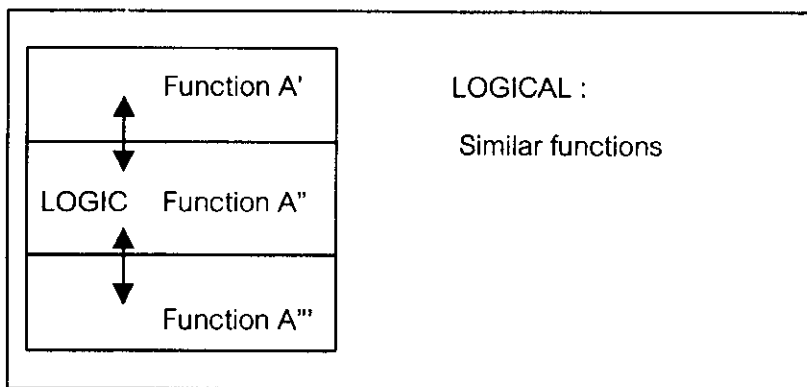 Function A'
LOGICAL :
Similar functions
LOGIC Function A"
Function A"'